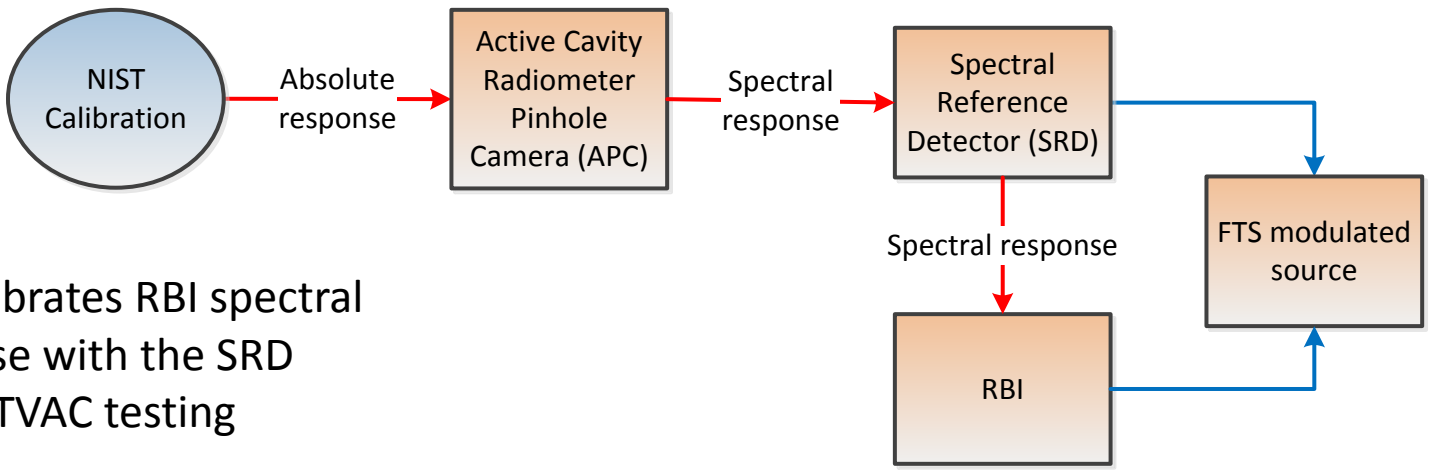 NIST
Calibration
Absolute
response
Active Cavity
Radiometer
Pinhole
Camera (APC)
Spectral
response
Spectral
Reference
Detector (SRD)
Spectral response
FTS modulated
source
RBI
brates RBI spectral
se with the SRD
TVAC testing